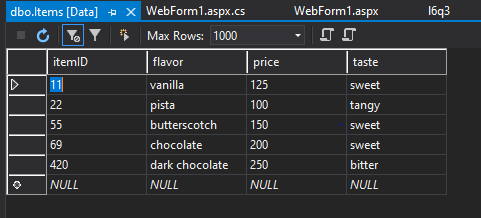 dbo.Items [Data] WebForm1.aspx.cs WebForm1.aspx l6q3
Max Rows: 1000
itemID flavor price taste
11 vanilla 125 sweet
22 pista 100 tangy
55 butterscotch 150 sweet
69 chocolate 200 sweet
420 dark chocolate 250 bitter
NULL NULL NULL NULL